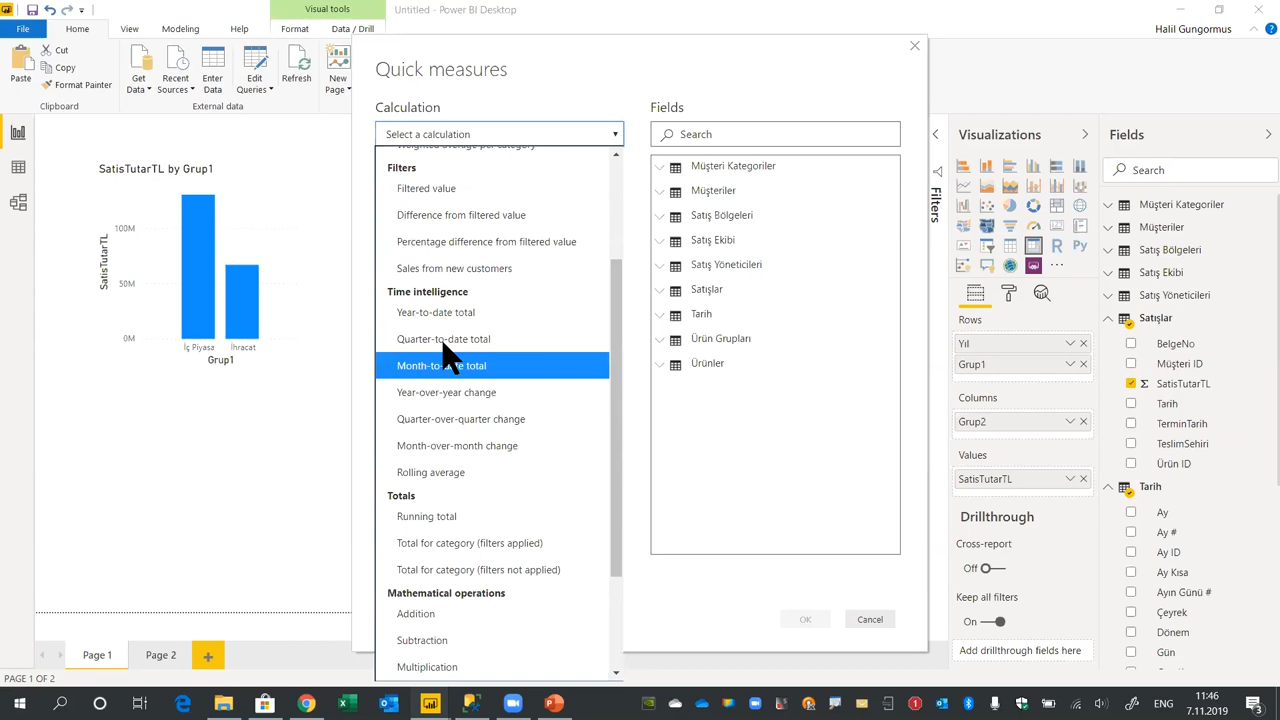 Visual tools
Untitled - Power BI Desktop
File
Home
View
Modeling
Help
Format
Data / Drill
Halil Gungormus
Paste
Cut
Copy
Format Painter
Clipboard
Get
Data
Recent
Sources
Enter
Data
Edit
Queries
Refresh
External data
New
Page
SatisTutarTL by Grup1
SatisTutarTL
100M
50M
0M
İç Piyasa
İhracat
Grup1
Quick measures
Calculation
Select a calculation
Weighted average per category
Filters
Filtered value
Difference from filtered value
Percentage difference from filtered value
Sales from new customers
Time intelligence
Year-to-date total
Quarter-to-date total
Month-to-date total
Year-over-year change
Quarter-over-quarter change
Month-over-month change
Rolling average
Totals
Running total
Total for category (filters applied)
Total for category (filters not applied)
Mathematical operations
Addition
Subtraction
Multiplication
Fields
Search
Müşteri Kategoriler
Müşteriler
Satış Bölgeleri
Satış Ekibi
Satış Yöneticileri
Satışlar
Tarih
Ürün Grupları
Ürünler
OK
Cancel
Filters
Visualizations
R
Py
Rows
Yıl
Grup1
Columns
Grup2
Values
SatisTutarTL
Drillthrough
Cross-report
Off
Keep all filters
On
Add drillthrough fields here
Fields
Search
Müşteri Kategoriler
Müşteriler
Satış Bölgeleri
Satış Ekibi
Satış Yöneticileri
Satışlar
BelgeNo
Müşteri ID
SatisTutarTL
Tarih
TerminTarih
TeslimSehiri
Ürün ID
Tarih
Ay
Ay #
Ay ID
Ay Kısa
Ayın Günü #
Çeyrek
Dönem
Gün
Page 1
Page 2
PAGE 1 OF 2
11:46
7.11.2019
3